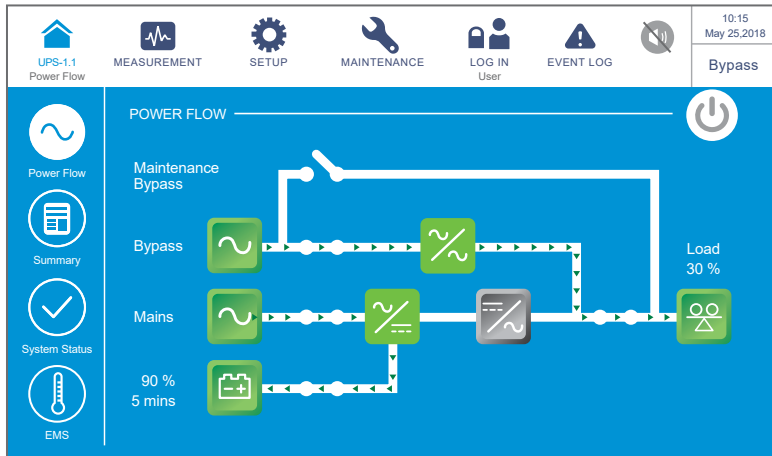 10:15
May 25,2018
UPS-1.1
Power Flow
MEASUREMENT
SETUP
MAINTENANCE
LOG IN
User
EVENT LOG
Bypass
POWER FLOW
Power Flow
Maintenance
Bypass
Summary
Bypass
Load
30 %
Mains
System Status
90 %
5 mins
EMS